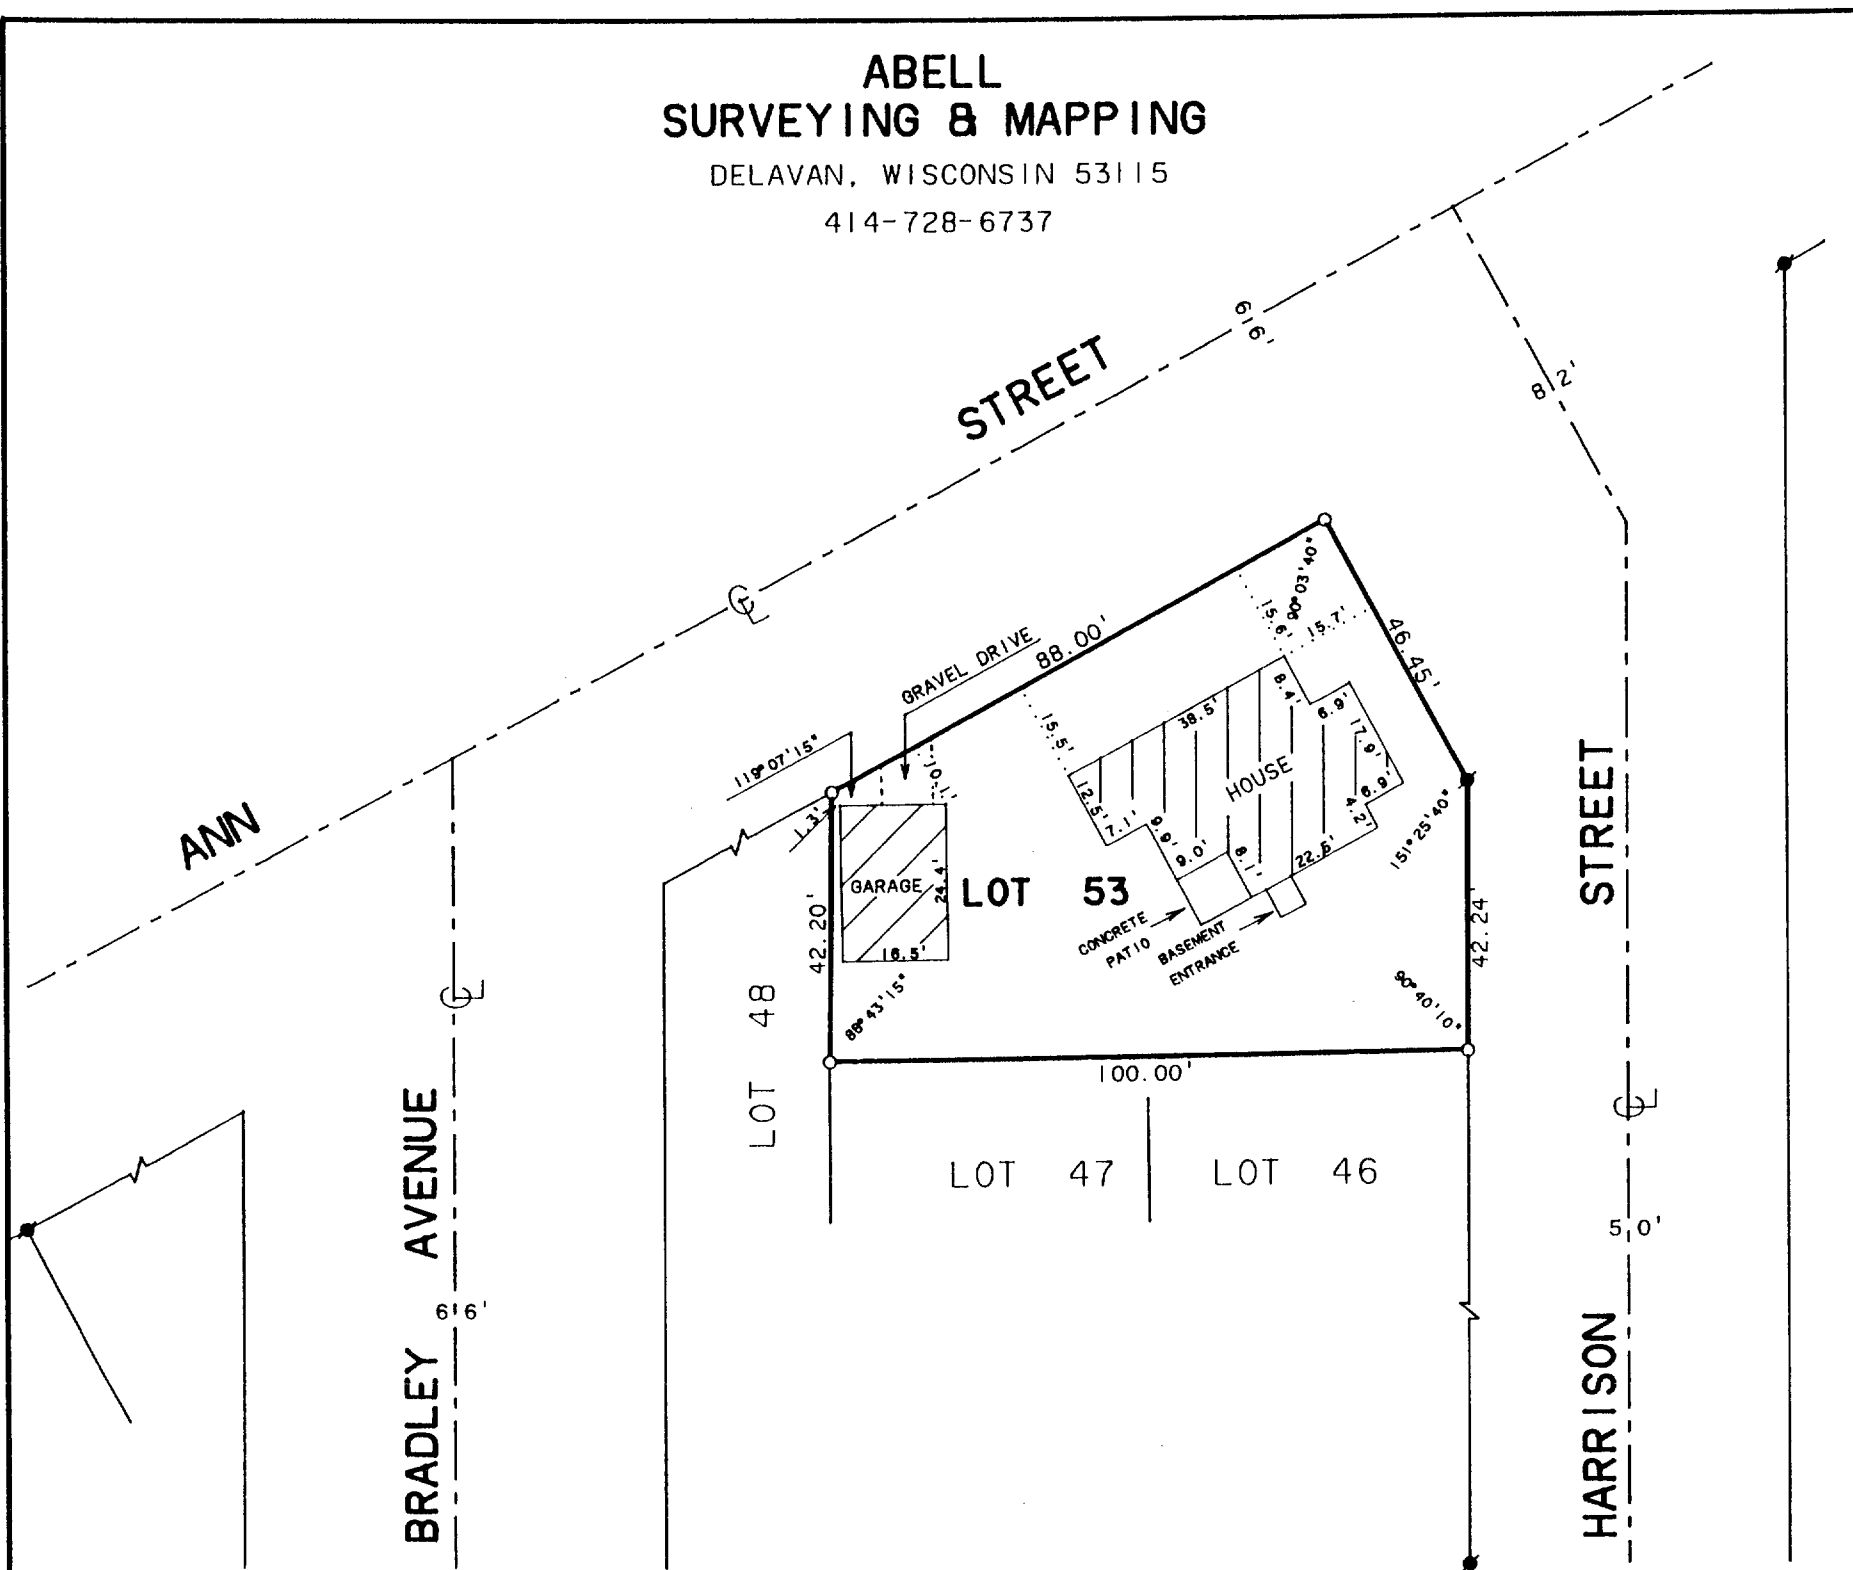 ABELL
SURVEYING & MAPPING
DELAVAN, WISCONSIN 53115
414-728-6737
66'
82'
ANN STREET
CL
GRAVEL DRIVE
88.00'
90°03'40"
15.6'
15.7'
46.45'
119°07'15"
10.1'
15.5'
38.5'
8.4'
6.9'
17.9'
HOUSE
6.9'
4.2'
12.5'
7.1'
9.9'
9.0'
8.1'
22.5'
151°25'40"
1.3'
GARAGE
24.4'
16.5'
LOT 53
CONCRETE
PATIO
BASEMENT
ENTRANCE
42.20'
42.24'
88°43'15"
90°40'10"
100.00'
LOT 48
LOT 47
LOT 46
CL
BRADLEY AVENUE
66'
HARRISON STREET
CL
50'